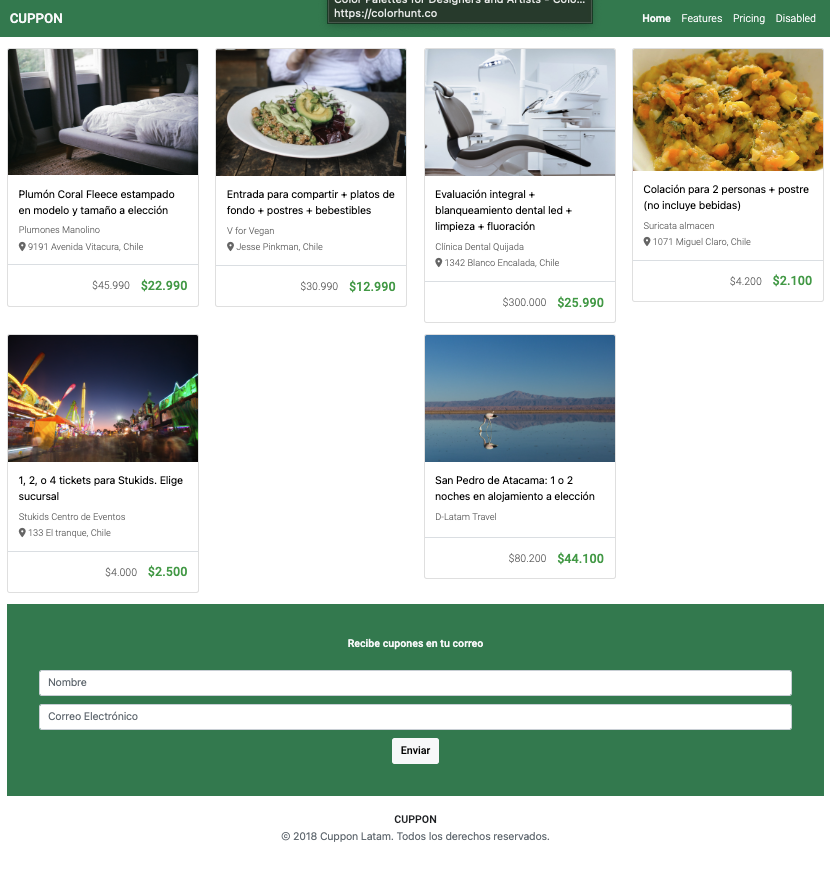 Color Palettes for Designers and Artists - Colo...
https://colorhunt.co
CUPPON
Home Features Pricing Disabled
Plumón Coral Fleece estampado
en modelo y tamaño a elección
Plumones Manolino
9191 Avenida Vitacura, Chile
$45.990 $22.990
Entrada para compartir + platos de
fondo + postres + bebestibles
V for Vegan
Jesse Pinkman, Chile
$30.990 $12.990
Evaluación integral +
blanqueamiento dental led +
limpieza + fluoración
Clínica Dental Quijada
1342 Blanco Encalada, Chile
$300.000 $25.990
Colación para 2 personas + postre
(no incluye bebidas)
Suricata almacen
1071 Miguel Claro, Chile
$4.200 $2.100
1, 2, o 4 tickets para Stukids. Elige
sucursal
Stukids Centro de Eventos
133 El tranque, Chile
$4.000 $2.500
San Pedro de Atacama: 1 o 2
noches en alojamiento a elección
D-Latam Travel
$80.200 $44.100
Recibe cupones en tu correo
Nombre
Correo Electrónico
Enviar
CUPPON
© 2018 Cuppon Latam. Todos los derechos reservados.